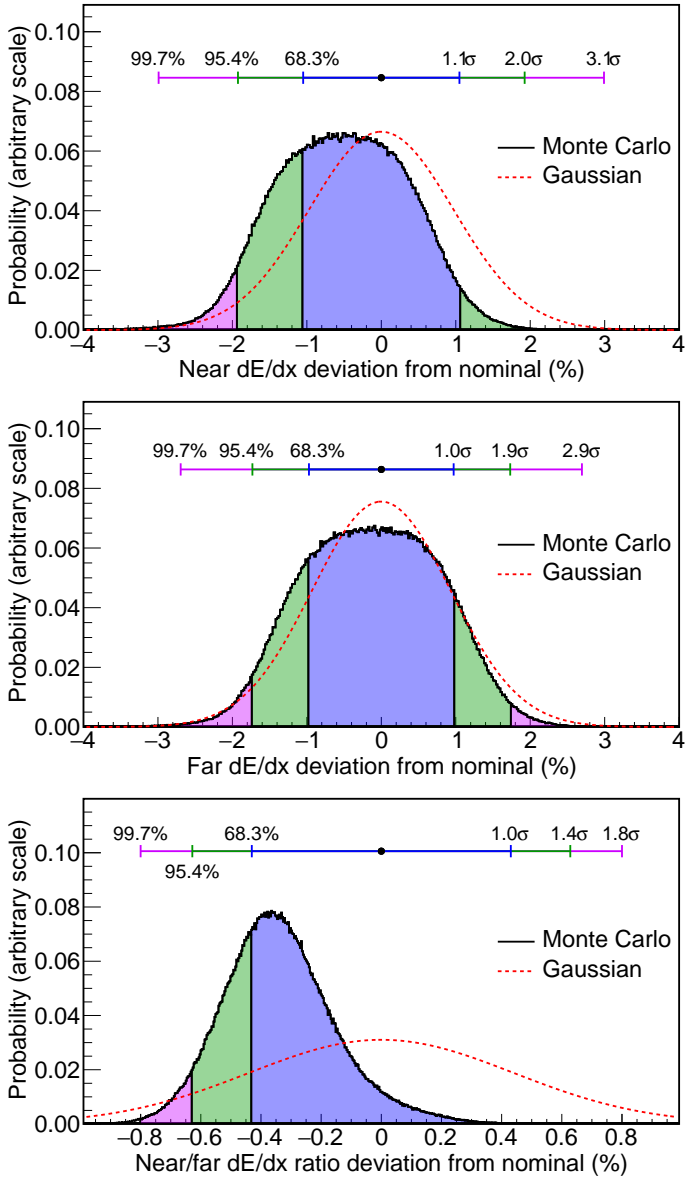 Probability (arbitrary scale)
0.10
0.08
0.06
0.04
0.02
0.00
99.7% 95.4% 68.3% 1.1σ 2.0σ 3.1σ
Monte Carlo
Gaussian
−4 −3 −2 −1 0 1 2 3 4
Near dE/dx deviation from nominal (%)
Probability (arbitrary scale)
0.10
0.08
0.06
0.04
0.02
0.00
99.7% 95.4% 68.3% 1.0σ 1.9σ 2.9σ
Monte Carlo
Gaussian
−4 −3 −2 −1 0 1 2 3 4
Far dE/dx deviation from nominal (%)
Probability (arbitrary scale)
0.10
0.08
0.06
0.04
0.02
0.00
99.7% 68.3% 1.0σ 1.4σ 1.8σ
95.4%
Monte Carlo
Gaussian
−0.8 −0.6 −0.4 −0.2 0 0.2 0.4 0.6 0.8
Near/far dE/dx ratio deviation from nominal (%)